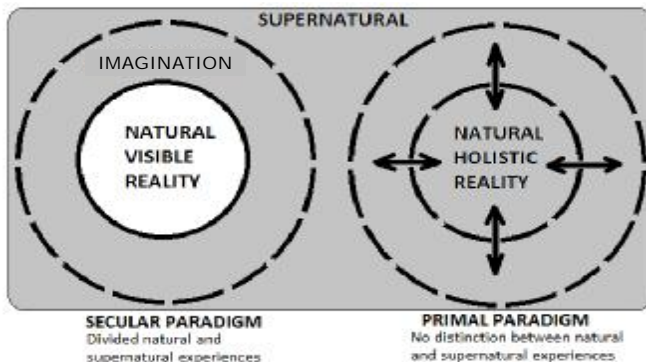 SUPERNATURAL
IMAGINATION
NATURAL
VISIBLE
REALITY
NATURAL
HOLISTIC
REALITY
SECULAR PARADIGM
Divided natural and
supernatural experiences
PRIMAL PARADIGM
No distinction between natural
and supernatural experiences